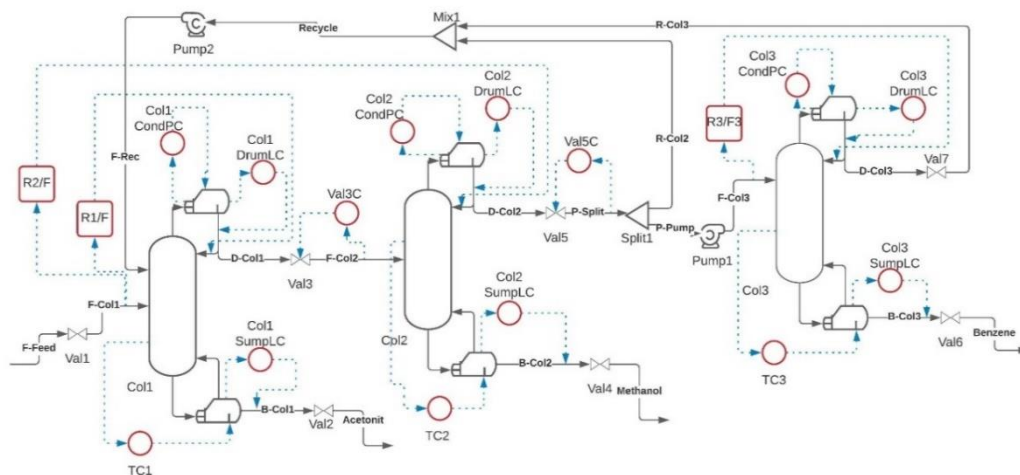 Mix1
R-Col3
Recycle
Pump2
Col3
CondPC
Col3
DrumLC
Col2
CondPC
Col2
DrumLC
R3/F3
Col1
CondPC
Col1
DrumLC
Val5C
R-Col2
Val7
D-Col3
F-Rec
R2/F
R1/F
Val3C
F-Col3
D-Col2
P-Split
P-Pump
Val5
Split1
Pump1
D-Col1
F-Col2
Val3
Col2
SumpLC
Col3
SumpLC
F-Col1
Col3
F-Feed
Val1
Col1
SumpLC
Col2
B-Col3
Benzene
Val6
Col1
B-Col2
Val4
Methanol
TC3
B-Col1
Val2
Acetonit
TC2
TC1